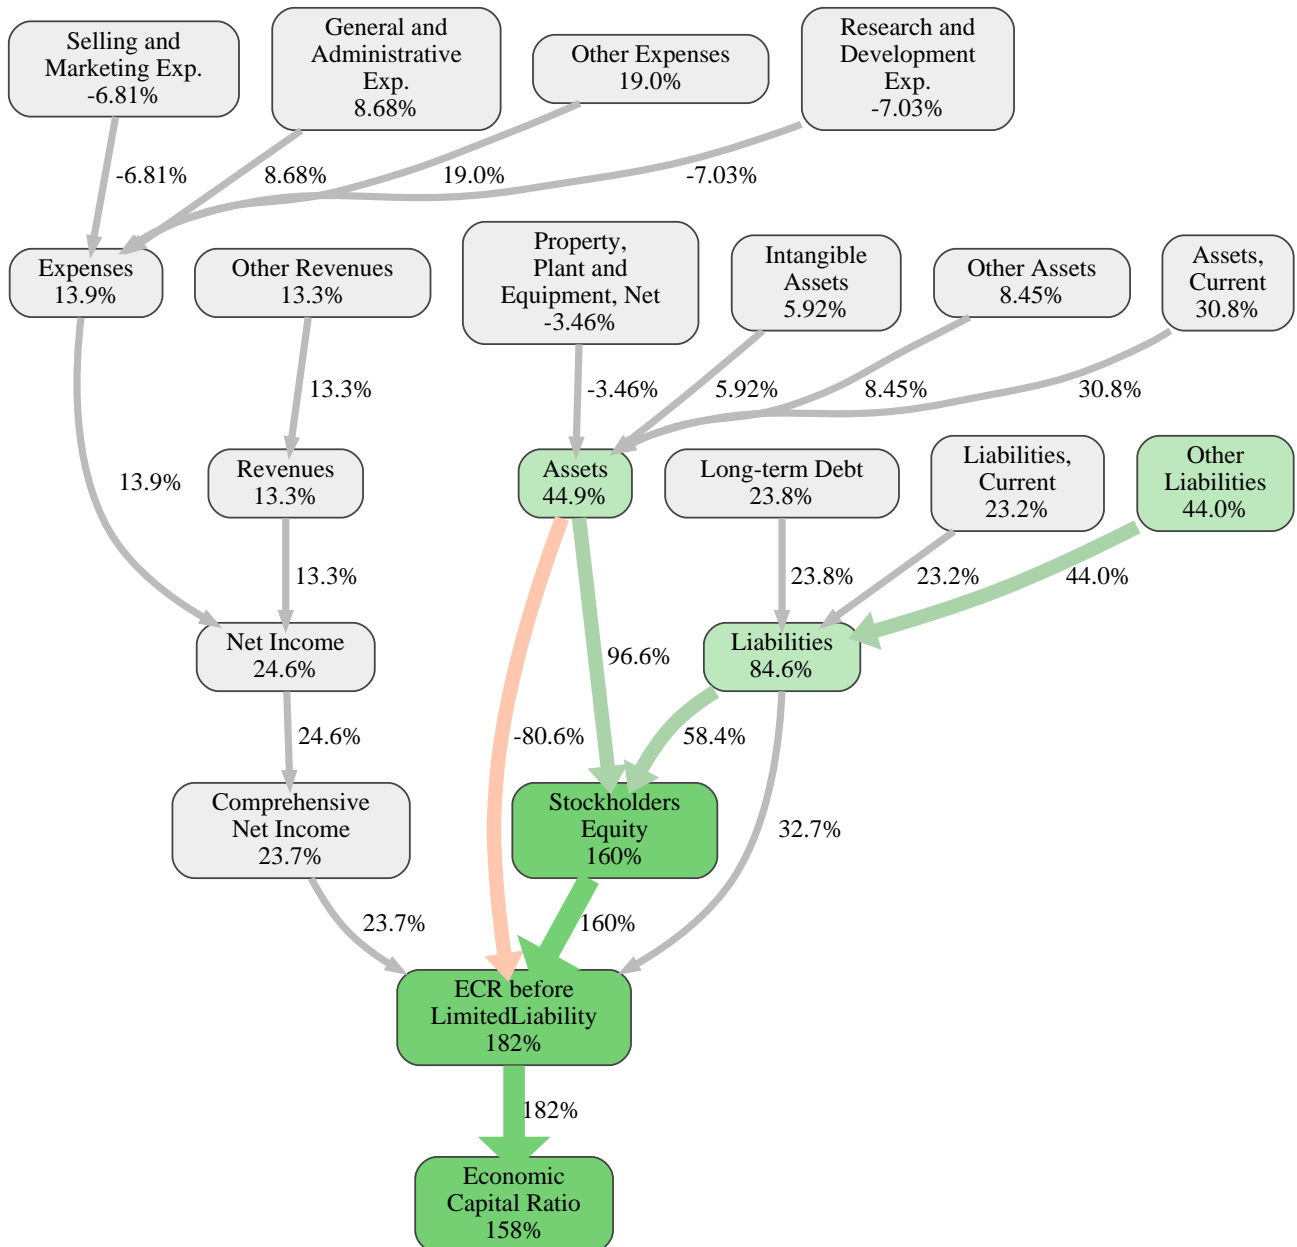 Selling and
Marketing Exp.
-6.81%
General and
Administrative
Exp.
8.68%
Other Expenses
19.0%
Research and
Development
Exp.
-7.03%
-6.81%
8.68%
19.0%
-7.03%
Expenses
13.9%
Other Revenues
13.3%
Property,
Plant and
Equipment, Net
-3.46%
Intangible
Assets
5.92%
Other Assets
8.45%
Assets,
Current
30.8%
13.3%
-3.46%
5.92%
8.45%
30.8%
13.9%
Revenues
13.3%
Assets
44.9%
Long-term Debt
23.8%
Liabilities,
Current
23.2%
Other
Liabilities
44.0%
13.3%
23.8%
23.2%
44.0%
Net Income
24.6%
96.6%
Liabilities
84.6%
24.6%
-80.6%
58.4%
Comprehensive
Net Income
23.7%
Stockholders
Equity
160%
32.7%
23.7%
160%
ECR before
LimitedLiability
182%
182%
Economic
Capital Ratio
158%